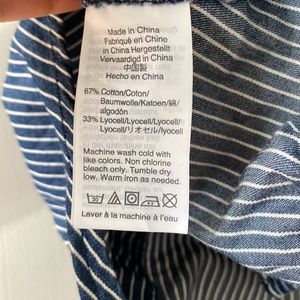 Made in China
Fabriqué en Chine
In China Hergestellt
Vervaardigd in China
中国製
Hecho en China
67% Cotton/Coton/
Baumwolle/Katoen/綿/
algodón
33% Lyocell/Lyocell/Lyocell/
Lyocell/リオセル/Lyocell
Machine wash cold with
like colors. Non chlorine
bleach only. Tumble dry
low. Warm iron as needed.
30
Laver à la machine à l'eau